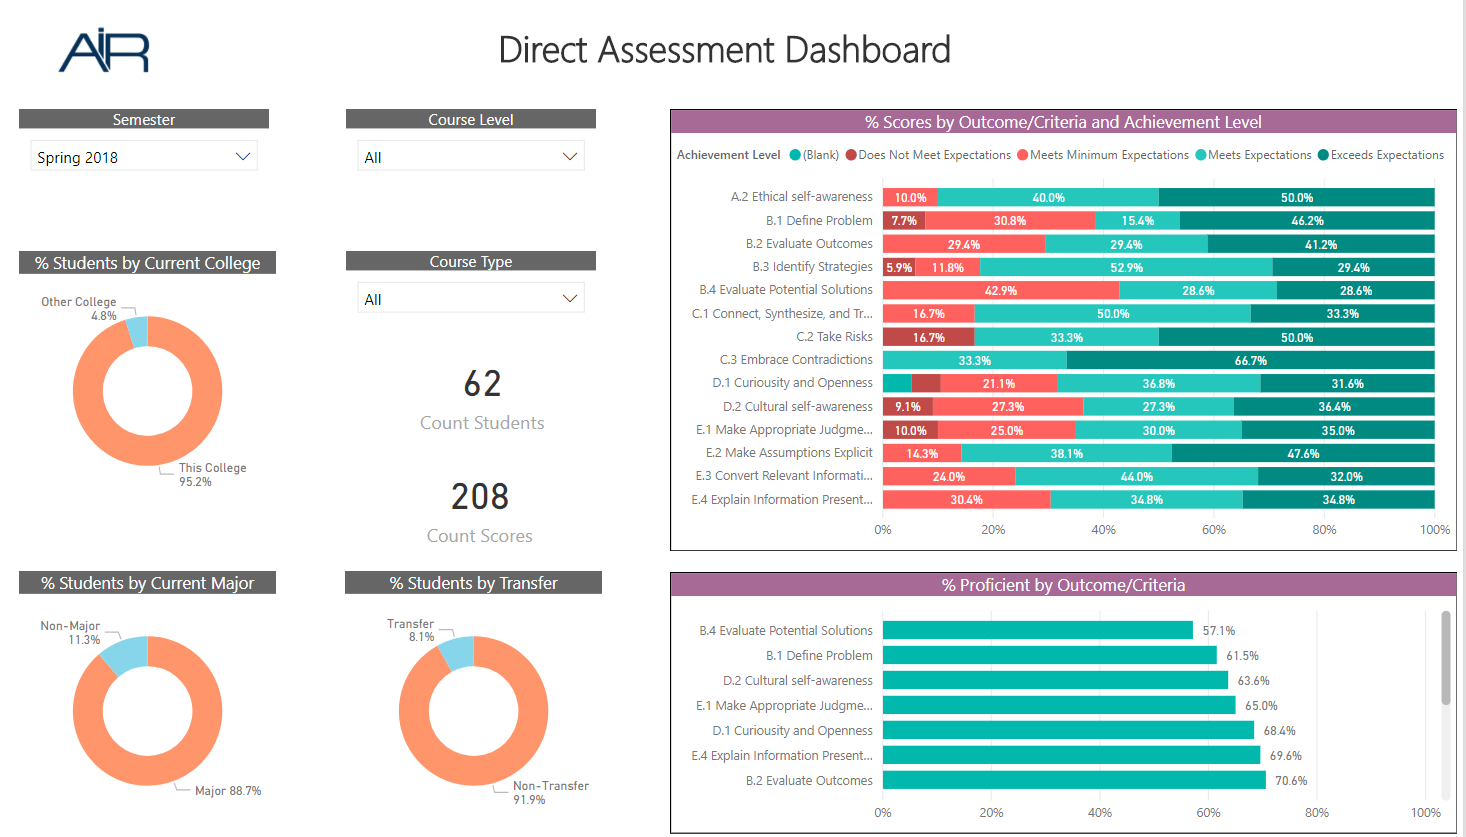 AIR
Direct Assessment Dashboard
Semester
Spring 2018
Course Level
All
% Students by Current College
Other College
4.8%
This College
95.2%
Course Type
All
62
Count Students
208
Count Scores
% Students by Current Major
Non-Major
11.3%
Major 88.7%
% Students by Transfer
Transfer
8.1%
Non-Transfer
91.9%
% Scores by Outcome/Criteria and Achievement Level
Achievement Level (Blank) Does Not Meet Expectations Meets Minimum Expectations Meets Expectations Exceeds Expectations
A.2 Ethical self-awareness 10.0% 40.0% 50.0%
B.1 Define Problem 7.7% 30.8% 15.4% 46.2%
B.2 Evaluate Outcomes 29.4% 29.4% 41.2%
B.3 Identify Strategies 5.9% 11.8% 52.9% 29.4%
B.4 Evaluate Potential Solutions 42.9% 28.6% 28.6%
C.1 Connect, Synthesize, and Tr... 16.7% 50.0% 33.3%
C.2 Take Risks 16.7% 33.3% 50.0%
C.3 Embrace Contradictions 33.3% 66.7%
D.1 Curiousity and Openness 21.1% 36.8% 31.6%
D.2 Cultural self-awareness 9.1% 27.3% 27.3% 36.4%
E.1 Make Appropriate Judgme... 10.0% 25.0% 30.0% 35.0%
E.2 Make Assumptions Explicit 14.3% 38.1% 47.6%
E.3 Convert Relevant Informati... 24.0% 44.0% 32.0%
E.4 Explain Information Present... 30.4% 34.8% 34.8%
0% 20% 40% 60% 80% 100%
% Proficient by Outcome/Criteria
B.4 Evaluate Potential Solutions 57.1%
B.1 Define Problem 61.5%
D.2 Cultural self-awareness 63.6%
E.1 Make Appropriate Judgme... 65.0%
D.1 Curiousity and Openness 68.4%
E.4 Explain Information Present... 69.6%
B.2 Evaluate Outcomes 70.6%
0% 20% 40% 60% 80% 100%